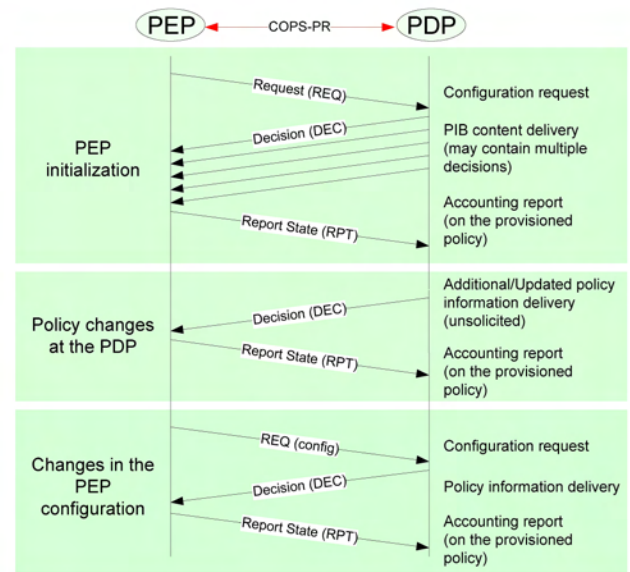 PEP COPS-PR PDP
Request (REQ)
Configuration request
Decision (DEC)
PEP
initialization
PIB content delivery
(may contain multiple
decisions)
Report State (RPT)
Accounting report
(on the provisioned
policy)
Policy changes
at the PDP
Decision (DEC)
Additional/Updated policy
information delivery
(unsolicited)
Report State (RPT)
Accounting report
(on the provisioned
policy)
Changes in the
PEP
configuration
REQ (config)
Configuration request
Decision (DEC)
Policy information delivery
Report State (RPT)
Accounting report
(on the provisioned
policy)